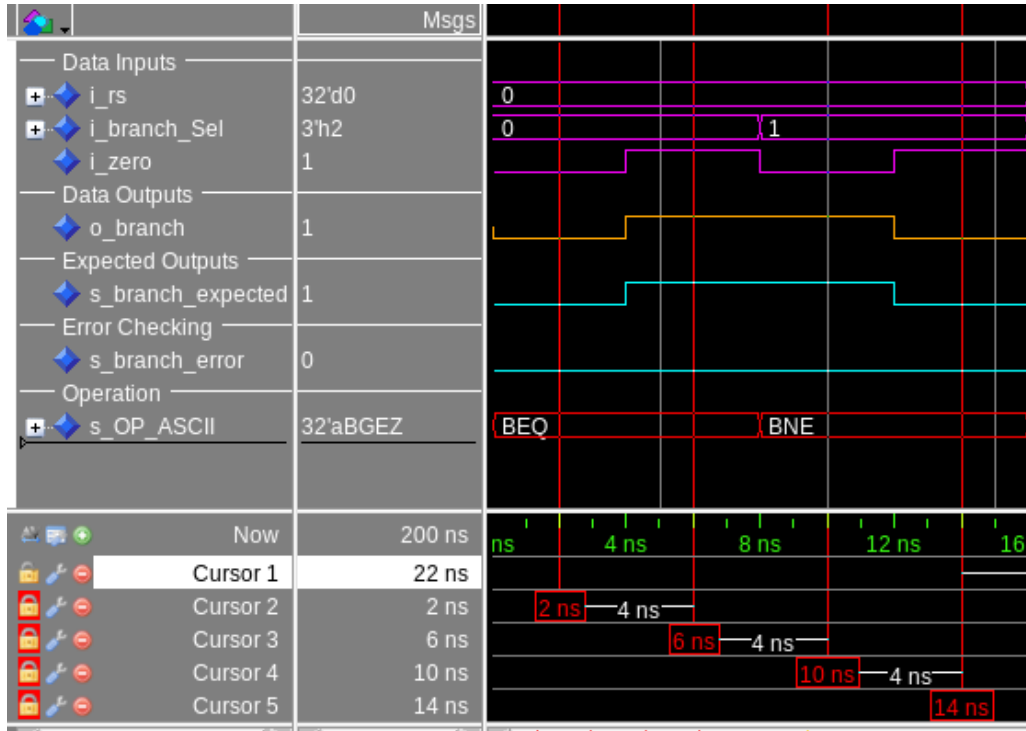 Msgs
Data Inputs
i_rs 32'd0 0
i_branch_Sel 3'h2 0 1
i_zero 1
Data Outputs
o_branch 1
Expected Outputs
s_branch_expected 1
Error Checking
s_branch_error 0
Operation
s_OP_ASCII 32'aBGEZ BEQ BNE
Now 200 ns ns 4 ns 8 ns 12 ns 16
Cursor 1 22 ns
Cursor 2 2 ns 2 ns 4 ns
Cursor 3 6 ns 6 ns 4 ns
Cursor 4 10 ns 10 ns 4 ns
Cursor 5 14 ns 14 ns